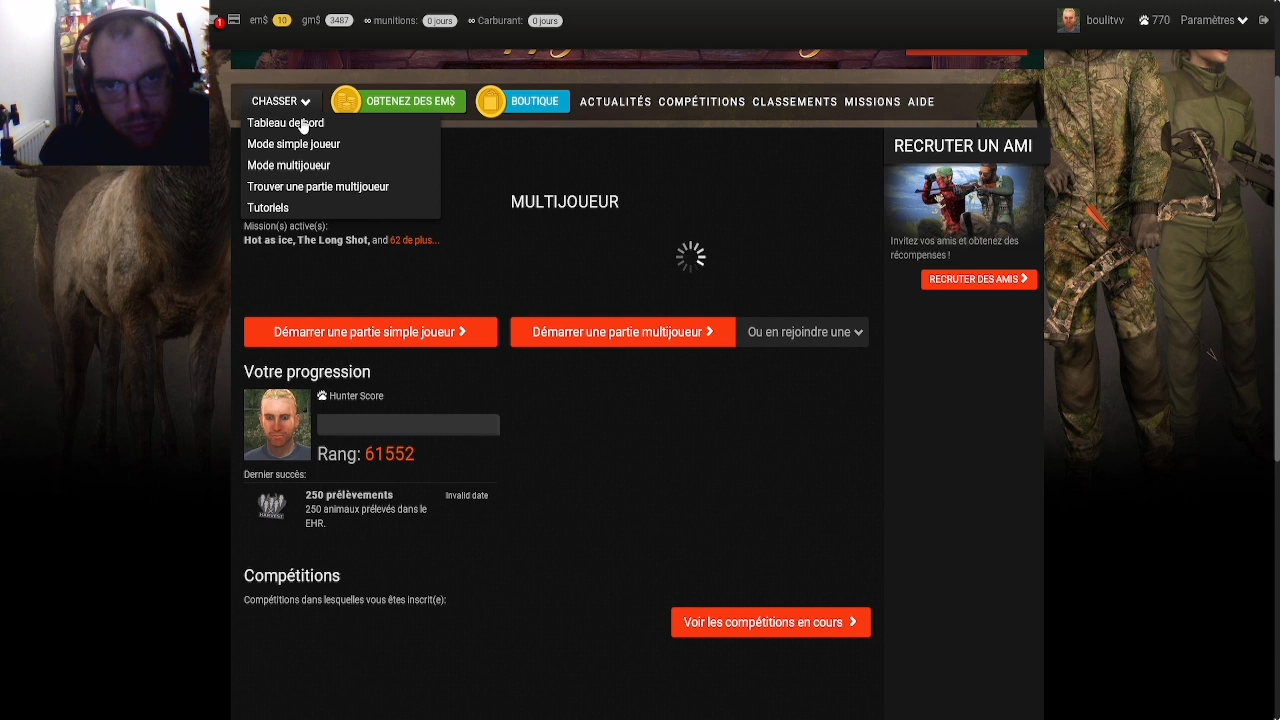 1 em$ 10 gm$ 3487 ∞ munitions: 0 jours ∞ Carburant: 0 jours boulitvv 770 Paramètres
CHASSER OBTENEZ DES EM$ BOUTIQUE ACTUALITÉS COMPÉTITIONS CLASSEMENTS MISSIONS AIDE
Tableau de bord
Mode simple joueur
Mode multijoueur
Trouver une partie multijoueur
Tutoriels
Mission(s) active(s):
Hot as ice, The Long Shot, and 62 de plus...
MULTIJOUEUR
RECRUTER UN AMI
Invitez vos amis et obtenez des
récompenses !
RECRUTER DES AMIS
Démarrer une partie simple joueur Démarrer une partie multijoueur Ou en rejoindre une
Votre progression
Hunter Score
Rang: 61552
Dernier succès:
HARVEST
250 prélèvements Invalid date
250 animaux prélevés dans le
EHR.
Compétitions
Compétitions dans lesquelles vous êtes inscrit(e):
Voir les compétitions en cours